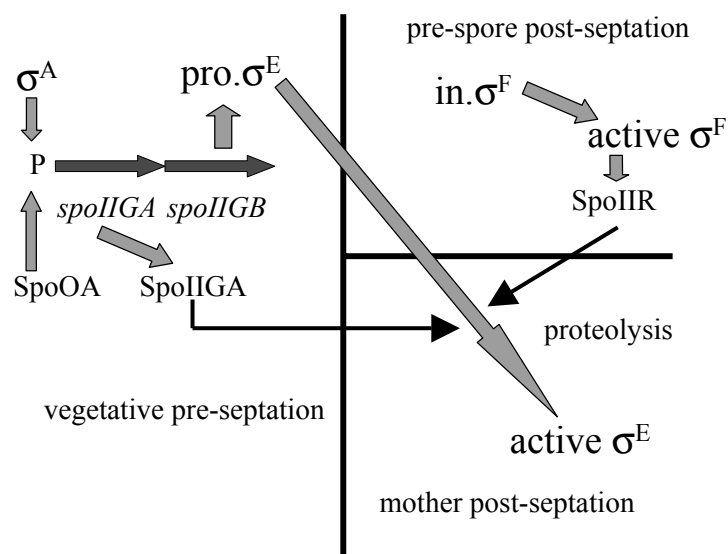 pre-spore post-septation
σA
pro.σE
in.σF
active σF
P
SpoIIR
spoIIGA spoIIGB
SpoOA
SpoIIGA
proteolysis
vegetative pre-septation
active σE
mother post-septation